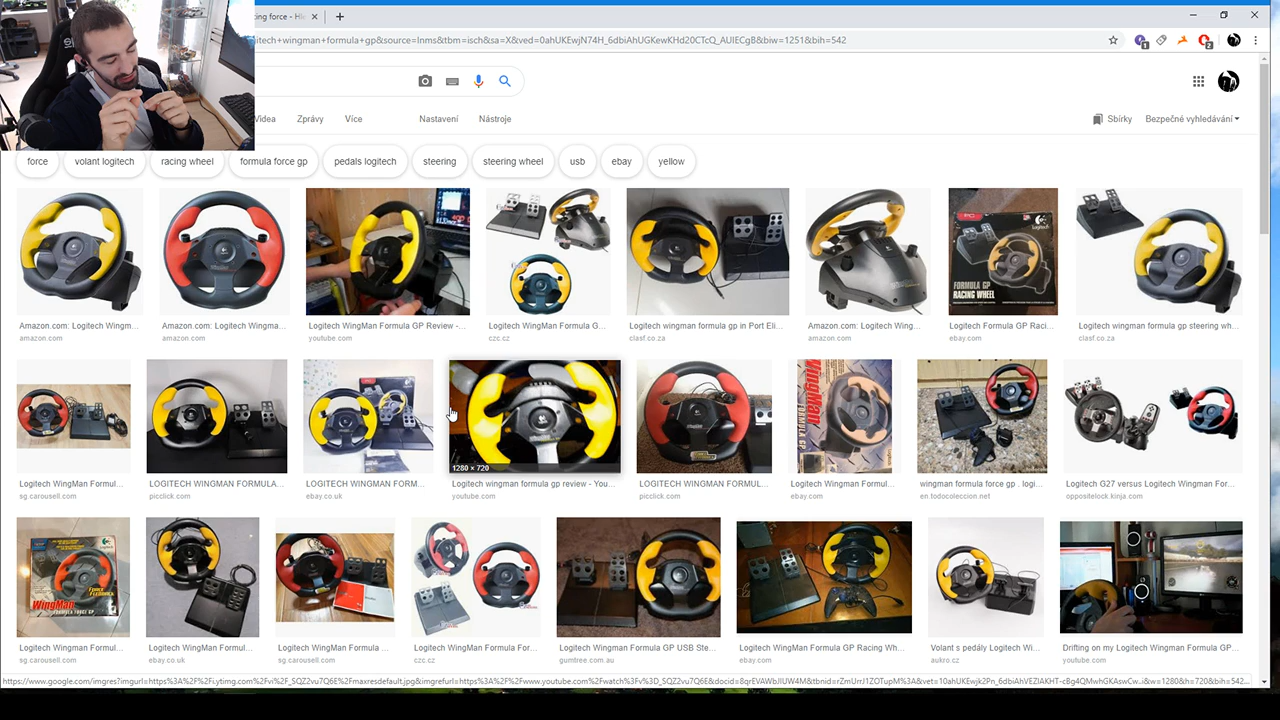 cing force - Hle
itech+wingman+formula+gp&source=lnms&tbm=isch&sa=X&ved=0ahUKEwjN74H_6dbiAhUGKewKHd20CTcQ_AUIECgB&biw=1251&bih=542
Videa
Zprávy
Více
Nastavení
Nástroje
Sbírky
Bezpečné vyhledávání
force
volant logitech
racing wheel
formula force gp
pedals logitech
steering
steering wheel
usb
ebay
yellow
FORMULA GP
RACING WHEEL
Amazon.com: Logitech Wingm...
Amazon.com: Logitech Wingma...
Logitech WingMan Formula GP Review -...
Logitech WingMan Formula G...
Logitech wingman formula gp in Port Eli...
Amazon.com: Logitech Wing...
Logitech Formula GP Raci...
Logitech wingman formula gp steering wh...
amazon.com
amazon.com
youtube.com
czc.cz
clasf.co.za
amazon.com
ebay.com
clasf.co.za
1280 × 720
Logitech WingMan Formul...
LOGITECH WINGMAN FORMULA...
LOGITECH WINGMAN FORM...
Logitech wingman formula gp review - You...
LOGITECH WINGMAN FORMUL...
Logitech WingMan Formul...
wingman formula force gp . logi...
Logitech G27 versus Logitech Wingman For...
sg.carousell.com
picclick.com
ebay.co.uk
youtube.com
picclick.com
ebay.com
en.todocoleccion.net
oppositelock.kinja.com
WingMan
FORMULA FORCE GP
Logitech WingMan Formul...
Logitech WingMan Formul...
Logitech WingMan Formula ...
Logitech WingMan Formula For...
Logitech WingMan Formula GP USB Ste...
Logitech WingMan Formula GP Racing Wh...
Volant s pedály Logitech Wi...
Drifting on my Logitech WingMan Formula GP...
sg.carousell.com
ebay.co.uk
sg.carousell.com
czc.cz
gumtree.com.au
ebay.com
aukro.cz
youtube.com